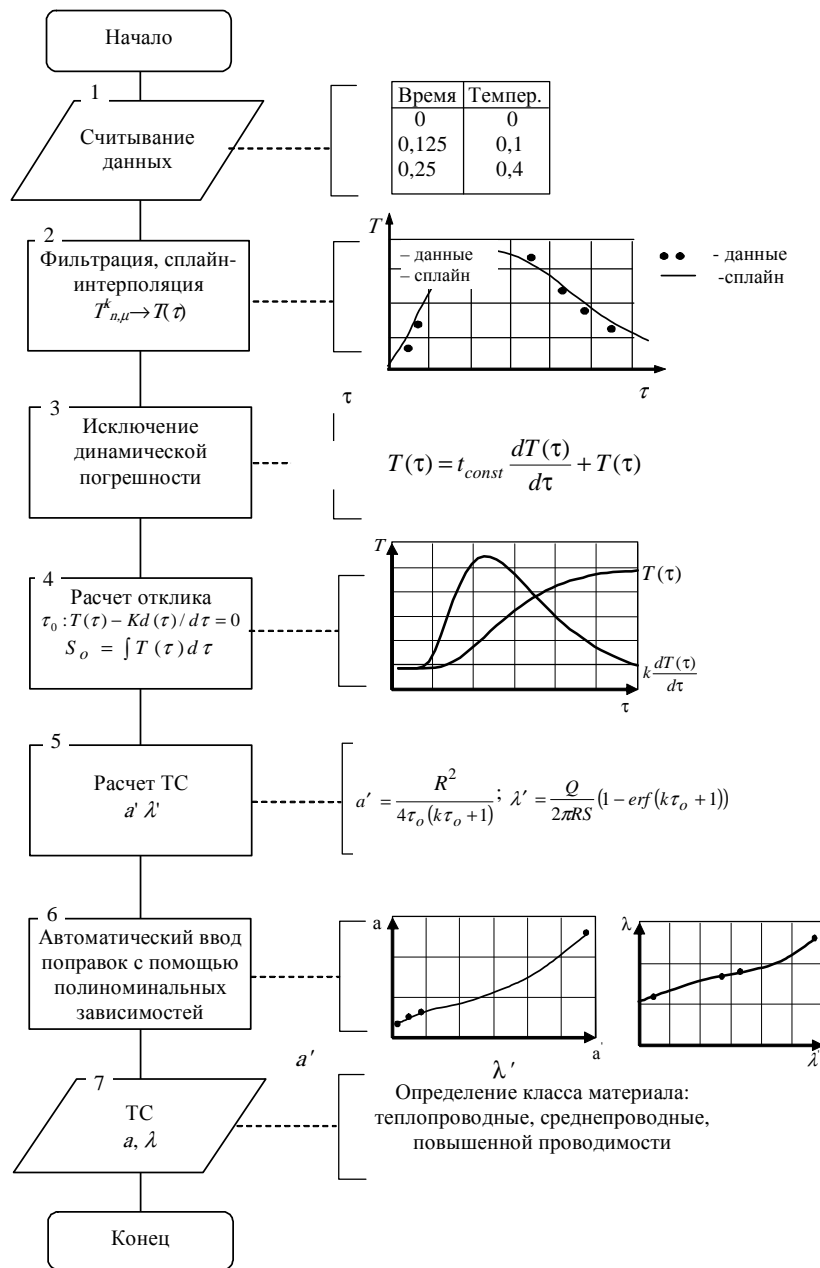 Начало
1
Считывание
данных
Время Темпер.
0 0
0,125 0,1
0,25 0,4
2
Фильтрация, сплайн-
интерполяция
T^k_{n,μ}→T(τ)
T
– данные
– сплайн
τ
•• - данные
— -сплайн
τ
3
Исключение
динамической
погрешности
T(τ) = t_{const} dT(τ)/dτ + T(τ)
4
Расчет отклика
τ_0 : T(τ) – Kd(τ) / dτ = 0
S_o = ∫ T (τ) d τ
T
T(τ)
k dT(τ)/dτ
τ
5
Расчет ТС
a' λ'
a′ = R^2/4τ_o(kτ_o+1) ; λ′ = Q/2πRS (1 – erf(kτ_o+1))
6
Автоматический ввод
поправок с помощью
полиноминальных
зависимостей
a
a'
λ
λ'
a′
λ′
7
ТС
a, λ
Определение класса материала:
теплопроводные, среднепроводные,
повышенной проводимости
Конец